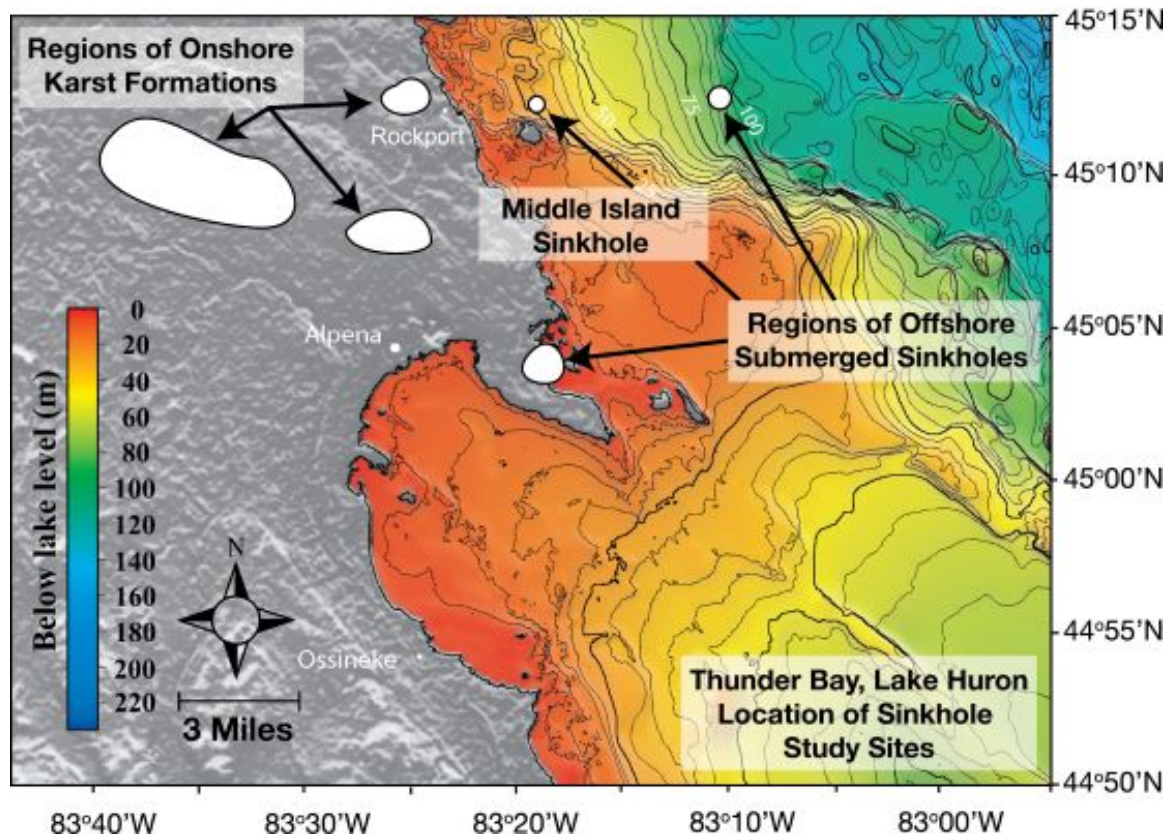 Regions of Onshore
Karst Formations
Rockport
50
75
100
Middle Island
Sinkhole
Regions of Offshore
Submerged Sinkholes
Alpena
Ossineke
Below lake level (m)
0
20
40
60
80
100
120
140
160
180
200
220
N
3 Miles
Thunder Bay, Lake Huron
Location of Sinkhole
Study Sites
45°15'N
45°10'N
45°05'N
45°00'N
44°55'N
44°50'N
83°40'W
83°30'W
83°20'W
83°10'W
83°00'W